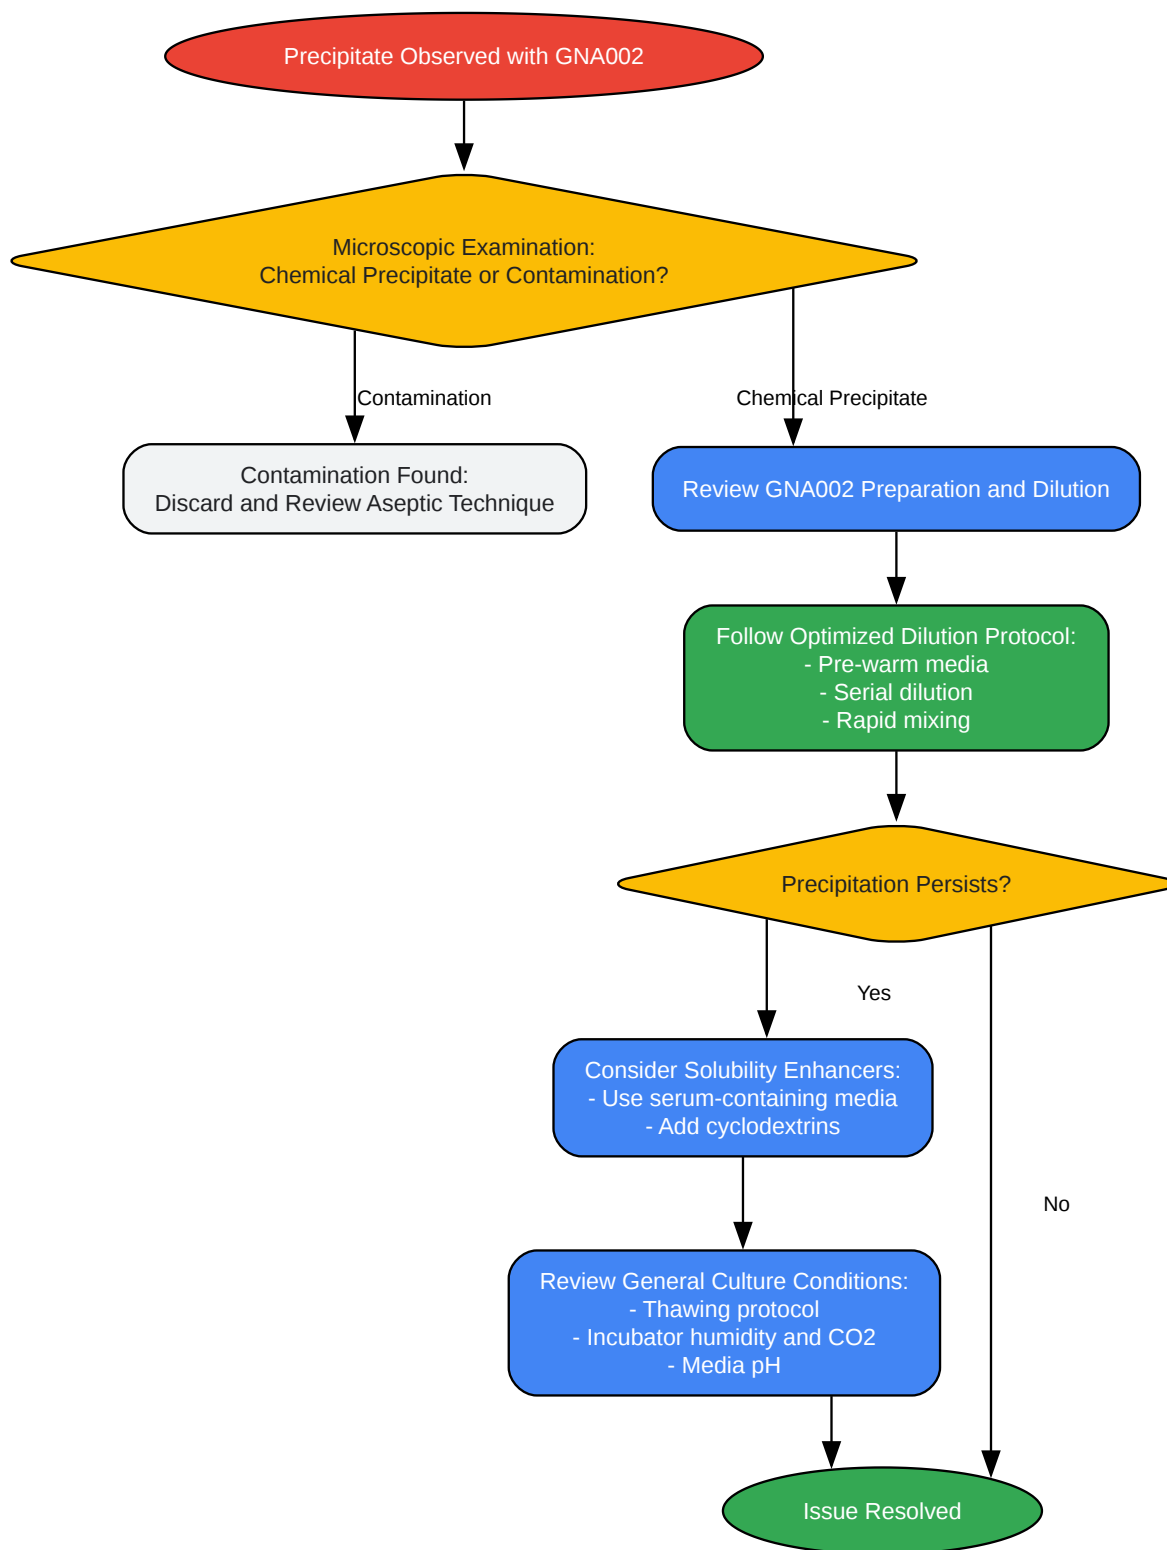 Precipitate Observed with GNA002
Microscopic Examination:
Chemical Precipitate or Contamination?
Contamination
Chemical Precipitate
Contamination Found:
Discard and Review Aseptic Technique
Review GNA002 Preparation and Dilution
Follow Optimized Dilution Protocol:
- Pre-warm media
- Serial dilution
- Rapid mixing
Precipitation Persists?
Yes
Consider Solubility Enhancers:
- Use serum-containing media
- Add cyclodextrins
No
Review General Culture Conditions:
- Thawing protocol
- Incubator humidity and CO2
- Media pH
Issue Resolved